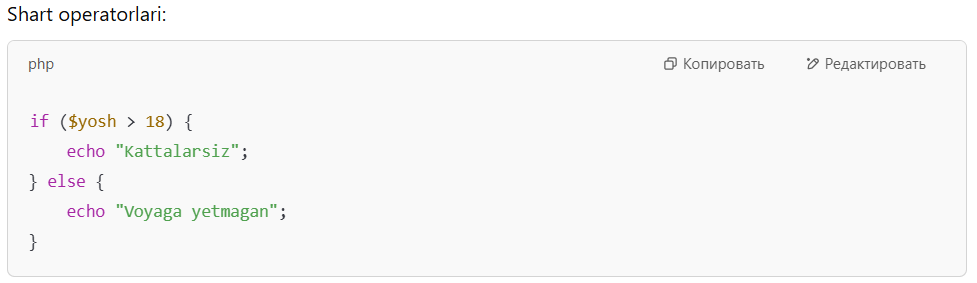 Shart operatorlari:
php
Копировать
Редактировать
if ($yosh > 18) {
    echo "Kattalarsiz";
} else {
    echo "Voyaga yetmagan";
}